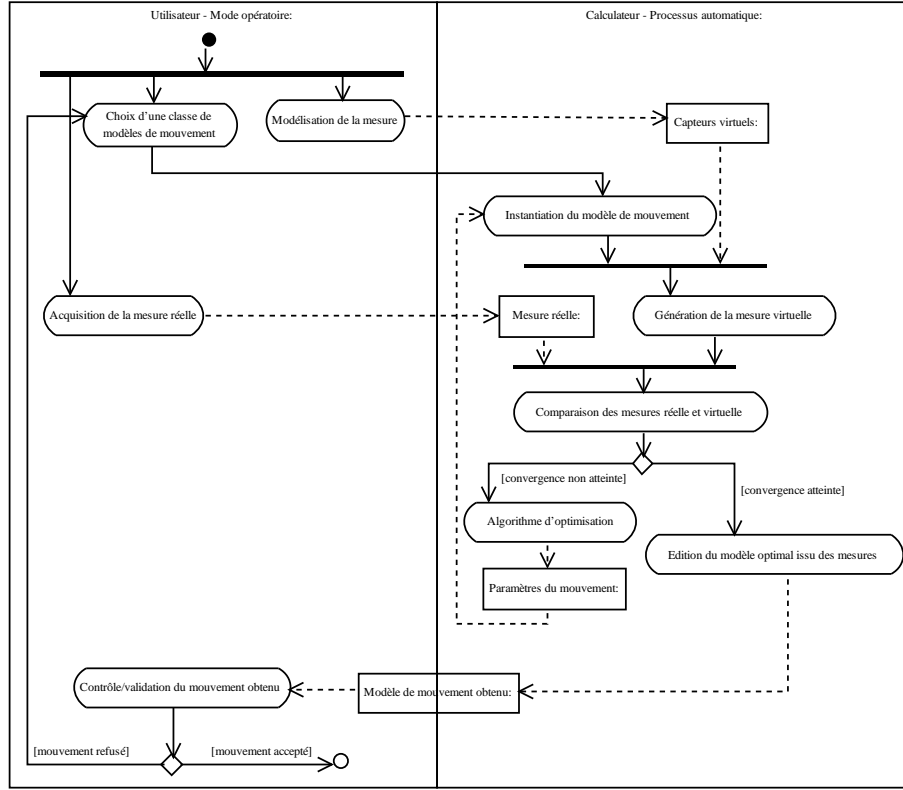 Utilisateur - Mode opératoire:
Calculateur - Processus automatique:
Choix d'une classe de
modèles de mouvement
Modélisation de la mesure
Capteurs virtuels:
Instantiation du modèle de mouvement
Acquisition de la mesure réelle
Mesure réelle:
Génération de la mesure virtuelle
Comparaison des mesures réelle et virtuelle
[convergence non atteinte]
[convergence atteinte]
Algorithme d'optimisation
Edition du modèle optimal issu des mesures
Paramètres du mouvement:
Contrôle/validation du mouvement obtenu
Modèle de mouvement obtenu:
[mouvement refusé]
[mouvement accepté]